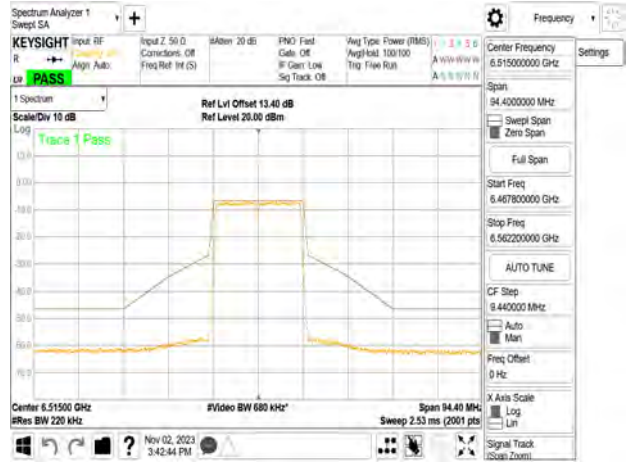 Spectrum Analyzer 1
Swept SA
+
Frequency
KEYSIGHT
Input: RF
Input Z: 50 Ω
#Atten: 20 dB
PNO: Fast
Avg Type: Power (RMS)
R
Corrections: Off
Gate: Off
Avg|Hold: 100/100
Align: Auto
Freq Ref: Int (S)
IF Gain: Low
Trig: Free Run
Sig Track: Off
PASS
1 Spectrum
Scale/Div 10 dB
Ref Lvl Offset 13.40 dB
Ref Level 20.00 dBm
Log
Trace 1 Pass
Center 6.51500 GHz
#Res BW 220 kHz
#Video BW 680 kHz*
Span 94.40 MHz
Sweep 2.53 ms (2001 pts
Nov 02, 2023
3:42:44 PM
?
Center Frequency
6.515000000 GHz
Settings
Span
94.4000000 MHz
Swept Span
Zero Span
Full Span
Start Freq
6.467800000 GHz
Stop Freq
6.562200000 GHz
AUTO TUNE
CF Step
9.440000 MHz
Auto
Man
Freq Offset
0 Hz
X Axis Scale
Log
Lin
Signal Track
(Span Zoom)